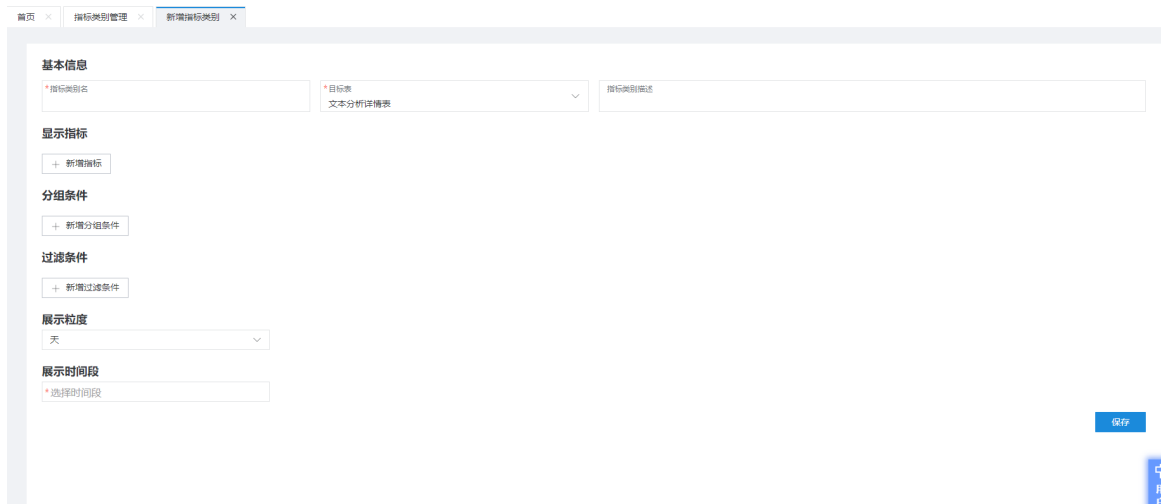 首页
指标类别管理
新增指标类别
基本信息
*指标类别名
*目标表
文本分析详情表
指标类别描述
显示指标
+ 新增指标
分组条件
+ 新增分组条件
过滤条件
+ 新增过滤条件
展示粒度
天
展示时间段
*选择时间段
保存